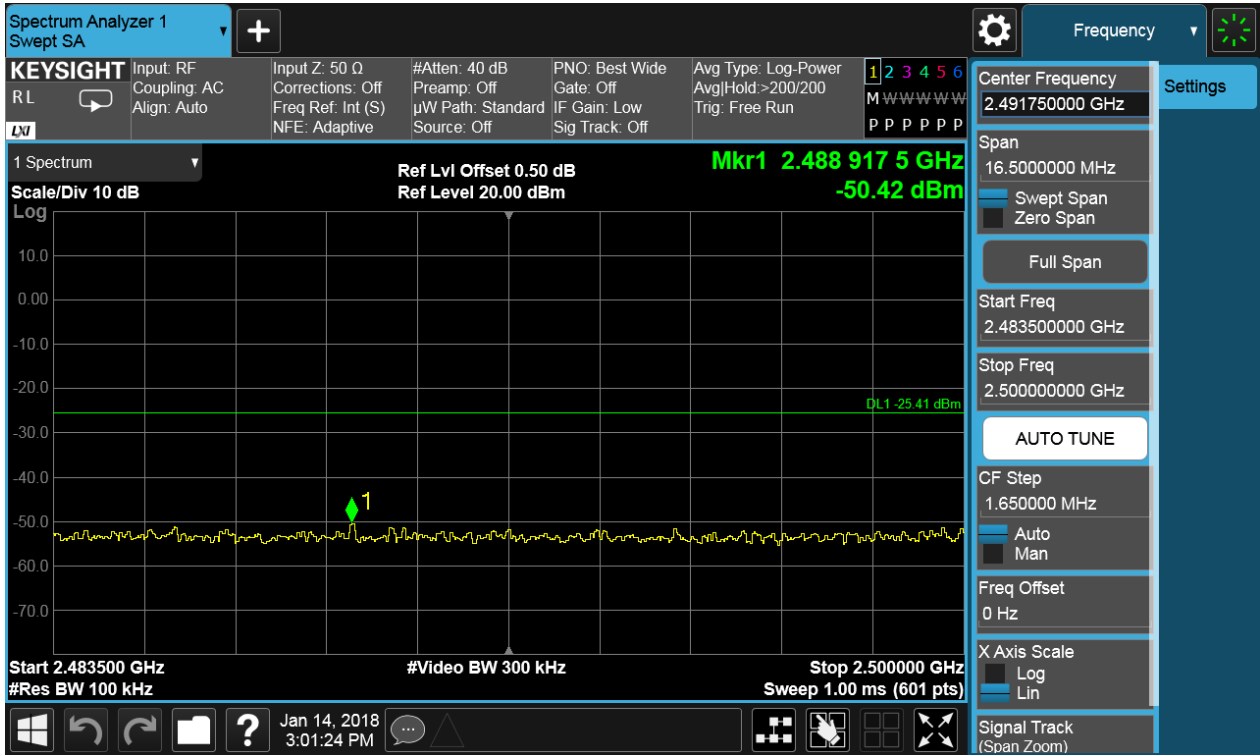 Spectrum Analyzer 1
Swept SA
+
Frequency
KEYSIGHT
RL
LXI
Input: RF
Coupling: AC
Align: Auto
Input Z: 50 Ω
Corrections: Off
Freq Ref: Int (S)
NFE: Adaptive
#Atten: 40 dB
Preamp: Off
µW Path: Standard
Source: Off
PNO: Best Wide
Gate: Off
IF Gain: Low
Sig Track: Off
Avg Type: Log-Power
Avg|Hold:>200/200
Trig: Free Run
1 2 3 4 5 6
M W W W W W
P P P P P P
1 Spectrum
Scale/Div 10 dB
Ref Lvl Offset 0.50 dB
Ref Level 20.00 dBm
Mkr1 2.488 917 5 GHz
-50.42 dBm
Log
10.0
0.00
-10.0
-20.0
DL1 -25.41 dBm
-30.0
-40.0
1
-50.0
-60.0
-70.0
Start 2.483500 GHz
#Res BW 100 kHz
#Video BW 300 kHz
Stop 2.500000 GHz
Sweep 1.00 ms (601 pts)
Center Frequency
2.491750000 GHz
Span
16.5000000 MHz
Swept Span
Zero Span
Full Span
Start Freq
2.483500000 GHz
Stop Freq
2.500000000 GHz
AUTO TUNE
CF Step
1.650000 MHz
Auto
Man
Freq Offset
0 Hz
X Axis Scale
Log
Lin
Signal Track
(Span Zoom)
Settings
?
Jan 14, 2018
3:01:24 PM